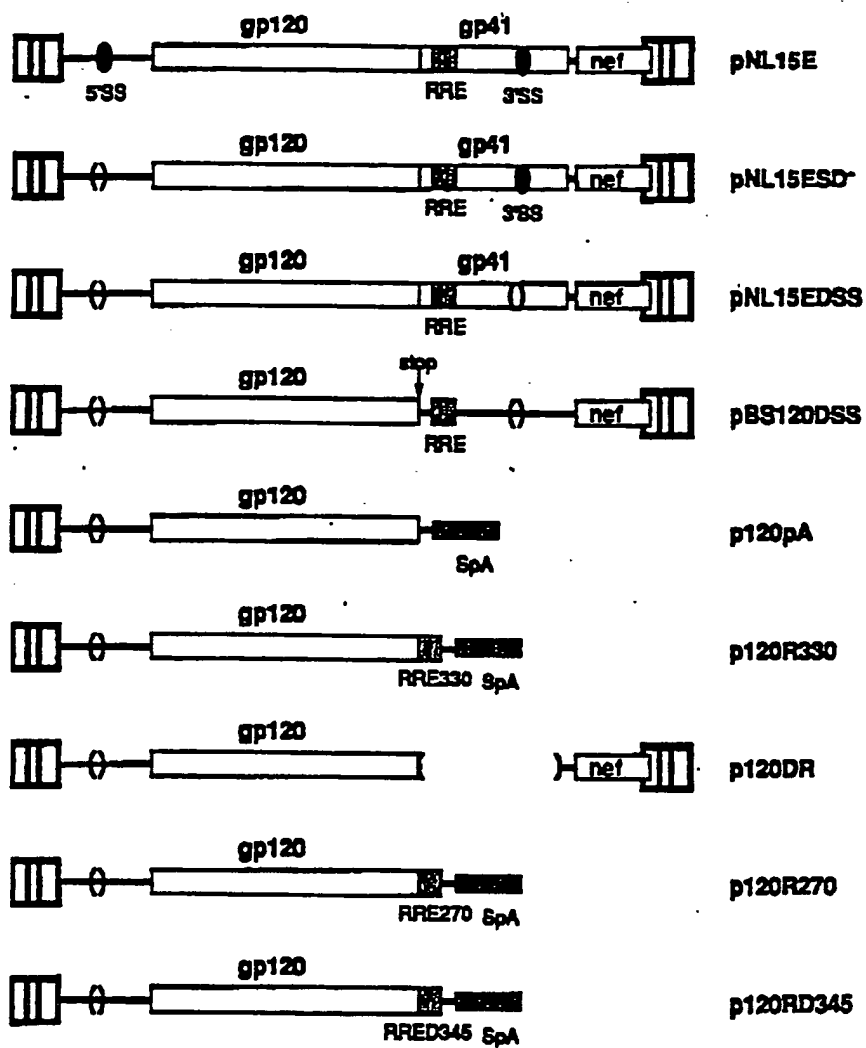 gp120 gp41
nef pNL15E
5'SS RRE 3'SS
gp120 gp41
nef pNL15ESD-
RRE 3'SS
gp120 gp41
nef pNL15EDSS
RRE
stop
gp120
nef pBS120DSS
RRE
gp120
p120pA
SpA
gp120
p120R330
RRE330 SpA
gp120
nef p120DR
gp120
p120R270
RRE270 SpA
gp120
p120RD345
RRED345 SpA